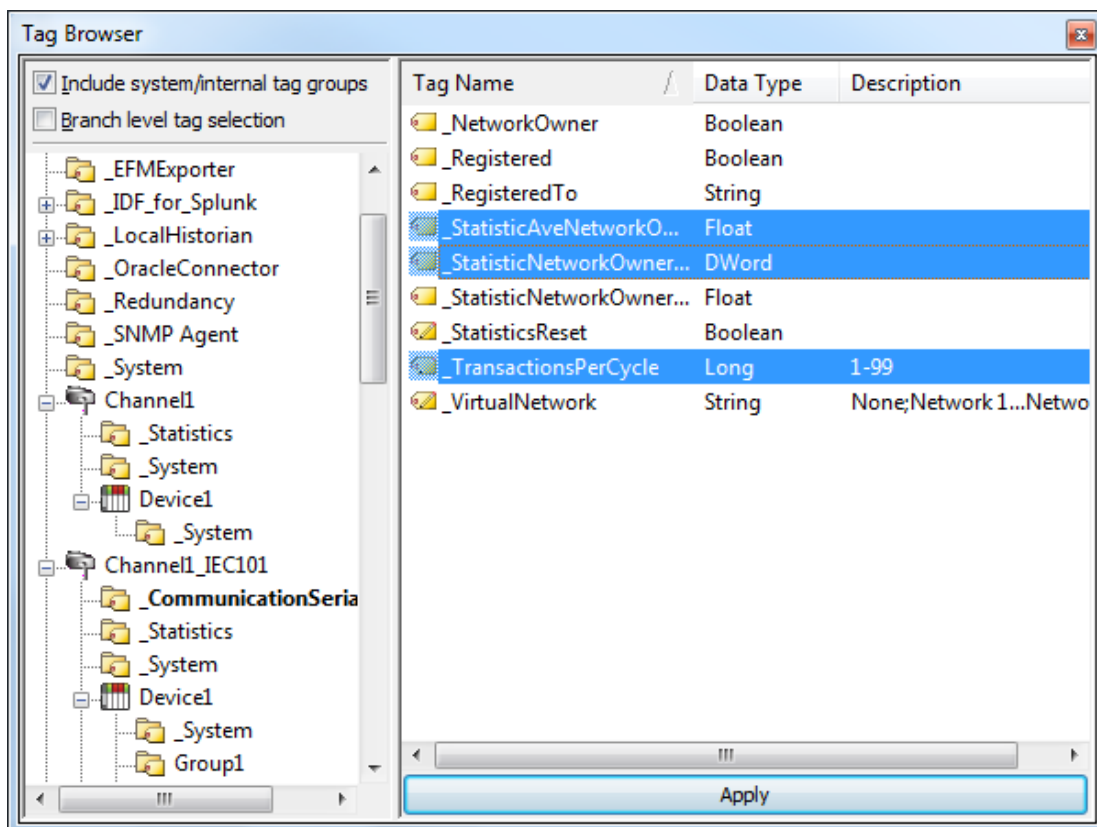 Tag Browser
Include system/internal tag groups
Branch level tag selection
_EFMExporter
_IDF_for_Splunk
_LocalHistorian
_OracleConnector
_Redundancy
_SNMP Agent
_System
Channel1
_Statistics
_System
Device1
_System
Channel1_IEC101
_CommunicationSeria
_Statistics
_System
Device1
_System
Group1
Tag Name Data Type Description
_NetworkOwner Boolean
_Registered Boolean
_RegisteredTo String
_StatisticAveNetworkO... Float
_StatisticNetworkOwner... DWord
_StatisticNetworkOwner... Float
_StatisticsReset Boolean
_TransactionsPerCycle Long 1-99
_VirtualNetwork String None;Network 1...Netwo
Apply